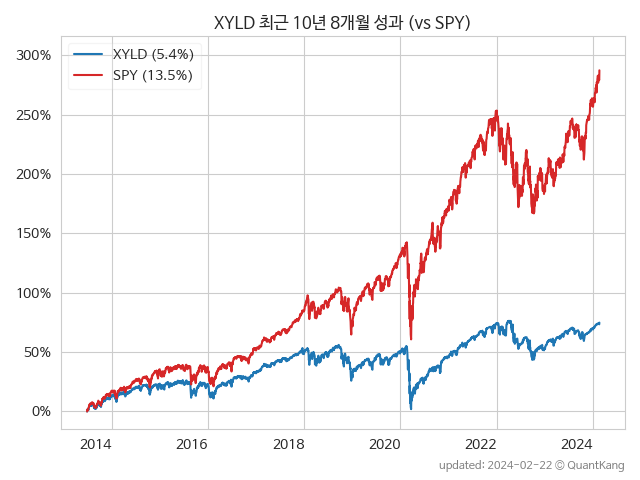 XYLD 최근 10년 8개월 성과 (vs SPY)
XYLD (5.4%)
SPY (13.5%)
300%
250%
200%
150%
100%
50%
0%
2014 2016 2018 2020 2022 2024
updated: 2024-02-22 © QuantKang